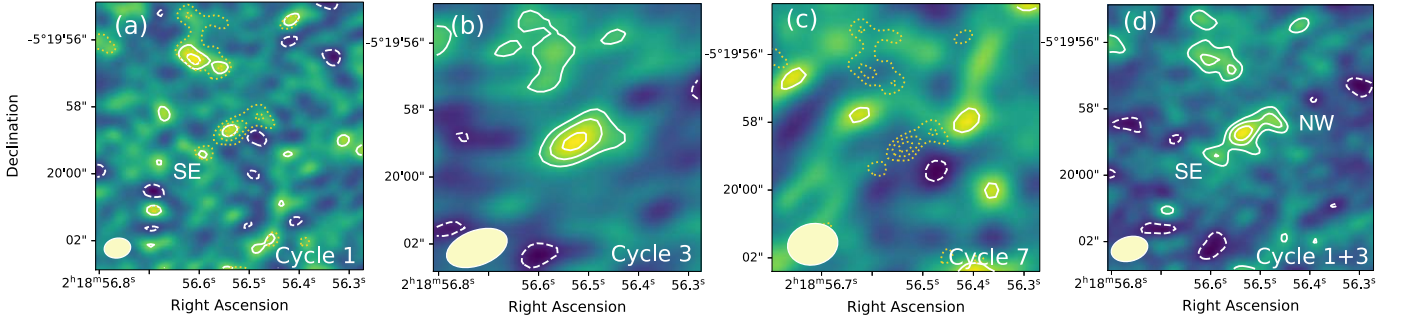 (a)
-5°19'56"
58"
20'00"
02"
SE
Cycle 1
2h18m56.8s 56.6s 56.5s 56.4s 56.3s
Right Ascension
Declination
(b)
-5°19'56"
58"
20'00"
02"
Cycle 3
2h18m56.8s 56.6s 56.5s 56.4s 56.3s
Right Ascension
(c)
-5°19'56"
58"
20'00"
02"
Cycle 7
2h18m56.7s 56.5s 56.4s 56.3s
Right Ascension
(d)
-5°19'56"
58"
20'00"
02"
NW
SE
Cycle 1+3
2h18m56.8s 56.6s 56.5s 56.4s 56.3s
Right Ascension